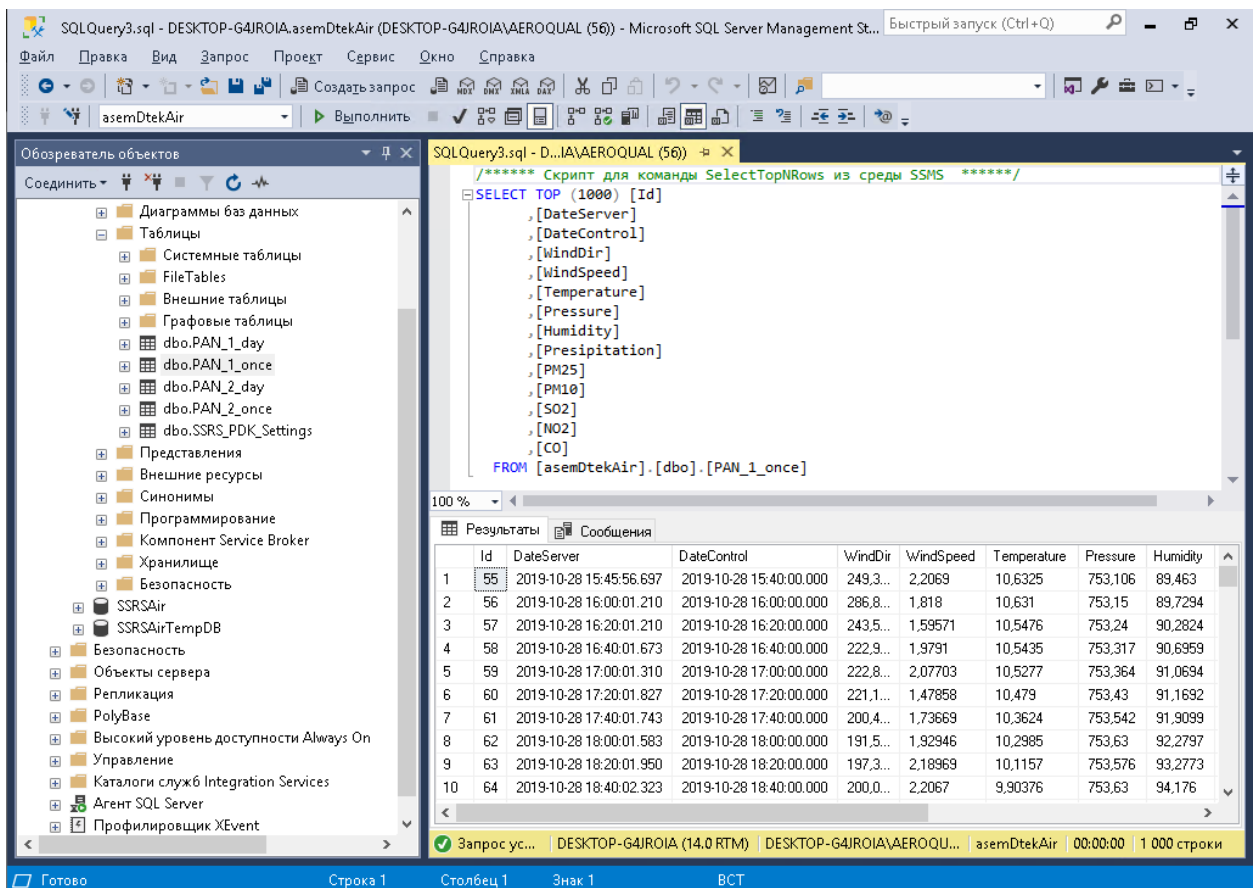 SQLQuery3.sql - DESKTOP-G4JROIA.asemDtekAir (DESKTOP-G4JROIA\AEROQUAL (56)) - Microsoft SQL Server Management St... Быстрый запуск (Ctrl+Q)
Файл Правка Вид Запрос Проект Сервис Окно Справка
Создать запрос MDX DMX XMLA DAX
asemDtekAir Выполнить
Обозреватель объектов
Соединить
Диаграммы баз данных
Таблицы
Системные таблицы
FileTables
Внешние таблицы
Графовые таблицы
dbo.PAN_1_day
dbo.PAN_1_once
dbo.PAN_2_day
dbo.PAN_2_once
dbo.SSRS_PDK_Settings
Представления
Внешние ресурсы
Синонимы
Программирование
Компонент Service Broker
Хранилище
Безопасность
SSRSAir
SSRSAirTempDB
Безопасность
Объекты сервера
Репликация
PolyBase
Высокий уровень доступности Always On
Управление
Каталоги служб Integration Services
Агент SQL Server
Профилировщик XEvent
SQLQuery3.sql - D...IA\AEROQUAL (56))
/****** Скрипт для команды SelectTopNRows из среды SSMS ******/
SELECT TOP (1000) [Id]
,[DateServer]
,[DateControl]
,[WindDir]
,[WindSpeed]
,[Temperature]
,[Pressure]
,[Humidity]
,[Presipitation]
,[PM25]
,[PM10]
,[SO2]
,[NO2]
,[CO]
FROM [asemDtekAir].[dbo].[PAN_1_once]
100 %
Результаты Сообщения
Id DateServer DateControl WindDir WindSpeed Temperature Pressure Humidity
1 55 2019-10-28 15:45:56.697 2019-10-28 15:40:00.000 249,3... 2,2069 10,6325 753,106 89,463
2 56 2019-10-28 16:00:01.210 2019-10-28 16:00:00.000 286,8... 1,818 10,631 753,15 89,7294
3 57 2019-10-28 16:20:01.210 2019-10-28 16:20:00.000 243,5... 1,59571 10,5476 753,24 90,2824
4 58 2019-10-28 16:40:01.673 2019-10-28 16:40:00.000 222,9... 1,9791 10,5435 753,317 90,6959
5 59 2019-10-28 17:00:01.310 2019-10-28 17:00:00.000 222,8... 2,07703 10,5277 753,364 91,0694
6 60 2019-10-28 17:20:01.827 2019-10-28 17:20:00.000 221,1... 1,47858 10,479 753,43 91,1692
7 61 2019-10-28 17:40:01.743 2019-10-28 17:40:00.000 200,4... 1,73669 10,3624 753,542 91,9099
8 62 2019-10-28 18:00:01.583 2019-10-28 18:00:00.000 191,5... 1,92946 10,2985 753,63 92,2797
9 63 2019-10-28 18:20:01.950 2019-10-28 18:20:00.000 197,3... 2,18969 10,1157 753,576 93,2773
10 64 2019-10-28 18:40:02.323 2019-10-28 18:40:00.000 200,0... 2,2067 9,90376 753,63 94,176
Запрос ус... DESKTOP-G4JROIA (14.0 RTM) DESKTOP-G4JROIA\AEROQU... asemDtekAir 00:00:00 1 000 строки
Готово Строка 1 Столбец 1 Знак 1 ВСТ